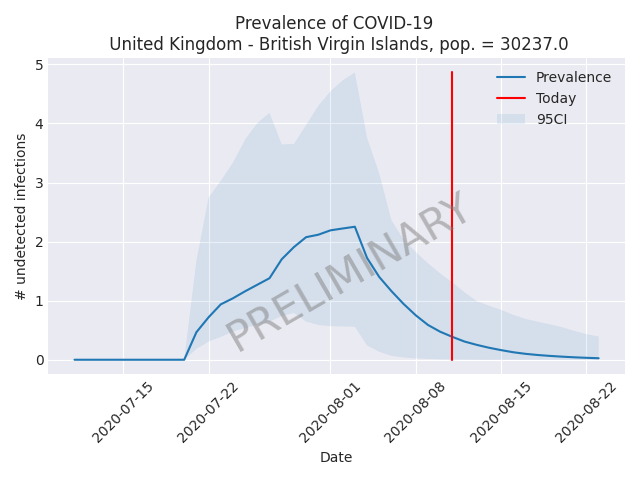 Prevalence of COVID-19
United Kingdom - British Virgin Islands, pop. = 30237.0
# undetected infections
5
4
3
2
1
0
Prevalence
Today
95CI
PRELIMINARY
2020-07-15
2020-07-22
2020-08-01
2020-08-08
2020-08-15
2020-08-22
Date